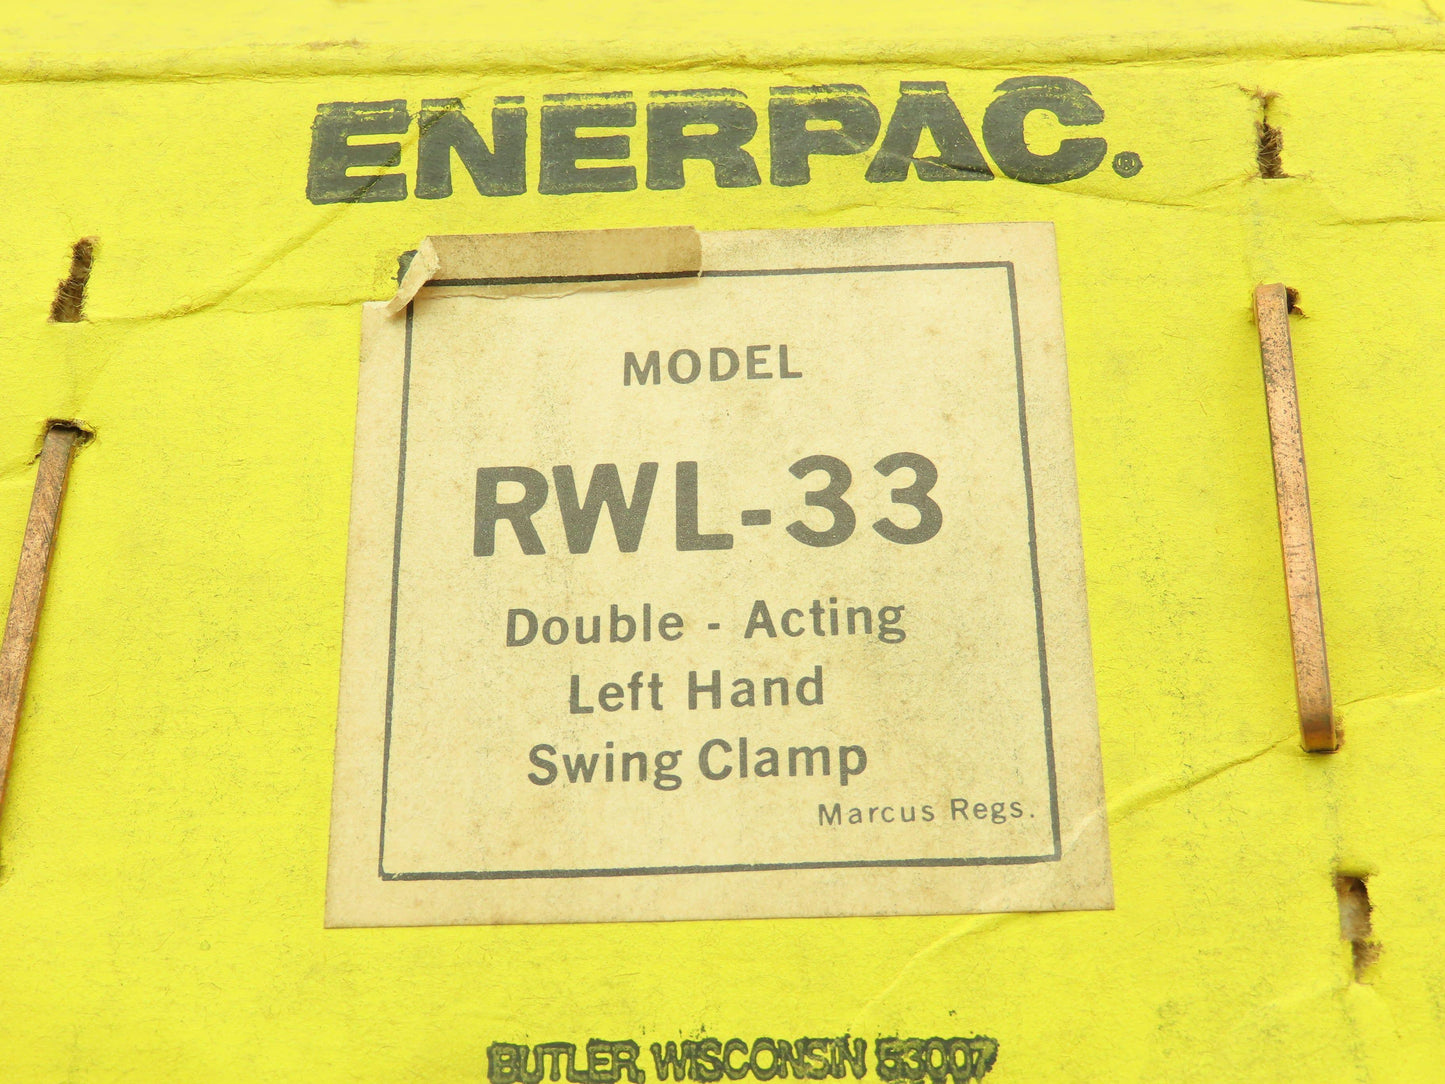 ENERPAC.®
MODEL
RWL-33
Double - Acting
Left Hand
Swing Clamp
Marcus Regs.
BUTLER, WISCONSIN 53007